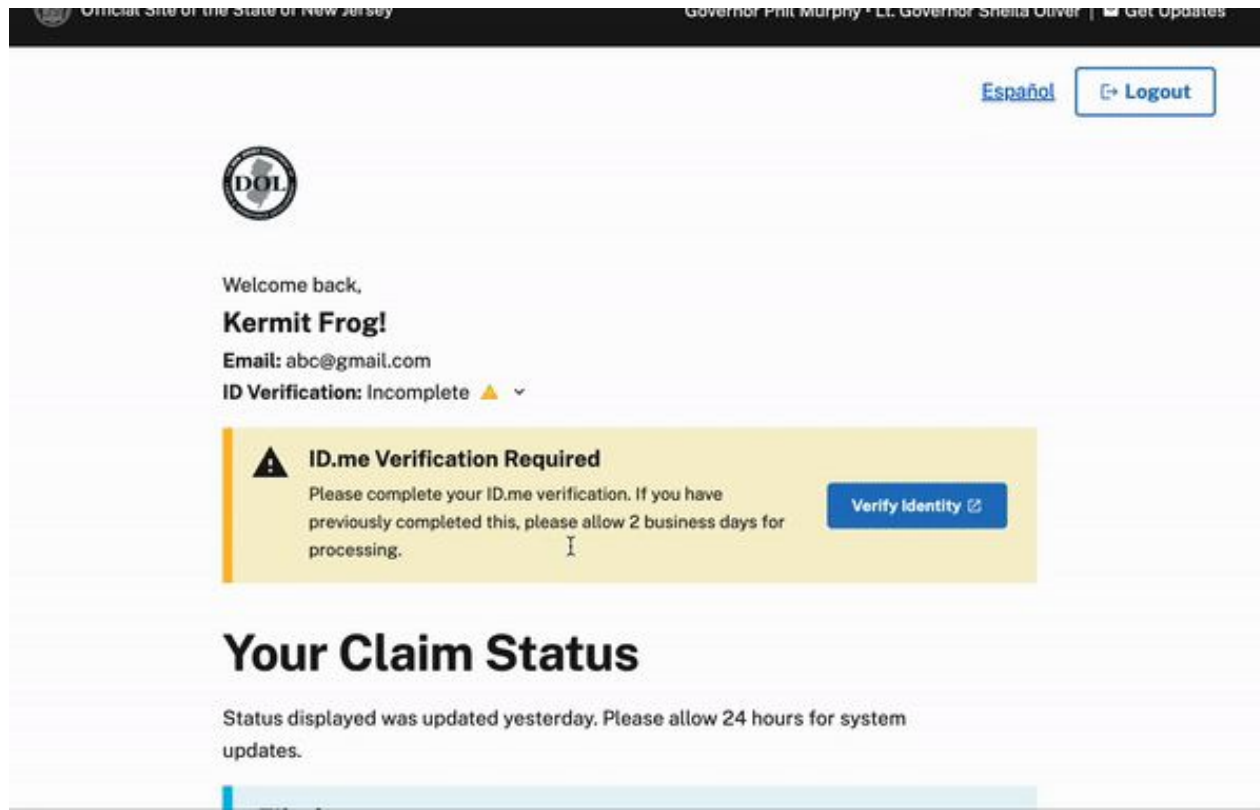 Official Site of the State of New Jersey
Governor Phil Murphy • Lt. Governor Sheila Oliver | Get Updates
Español
Logout
DOL
Welcome back,
Kermit Frog!
Email: abc@gmail.com
ID Verification: Incomplete
ID.me Verification Required
Please complete your ID.me verification. If you have
previously completed this, please allow 2 business days for
processing.
Verify Identity
Your Claim Status
Status displayed was updated yesterday. Please allow 24 hours for system
updates.